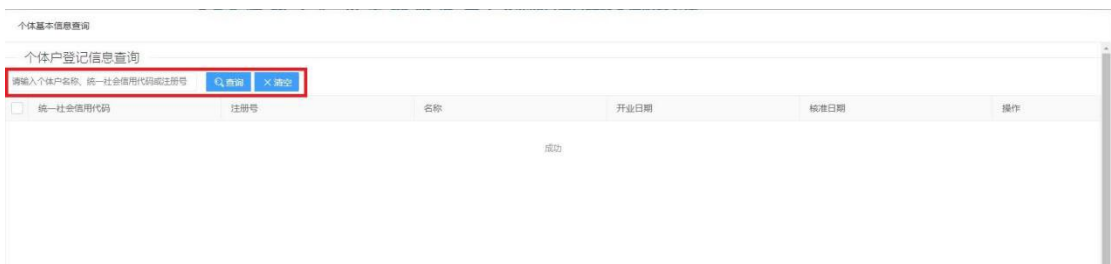 个体基本信息查询
个体户登记信息查询
请输入个体户名称、统一社会信用代码或注册号 查询 清空
统一社会信用代码 注册号 名称 开业日期 核准日期 操作
成功